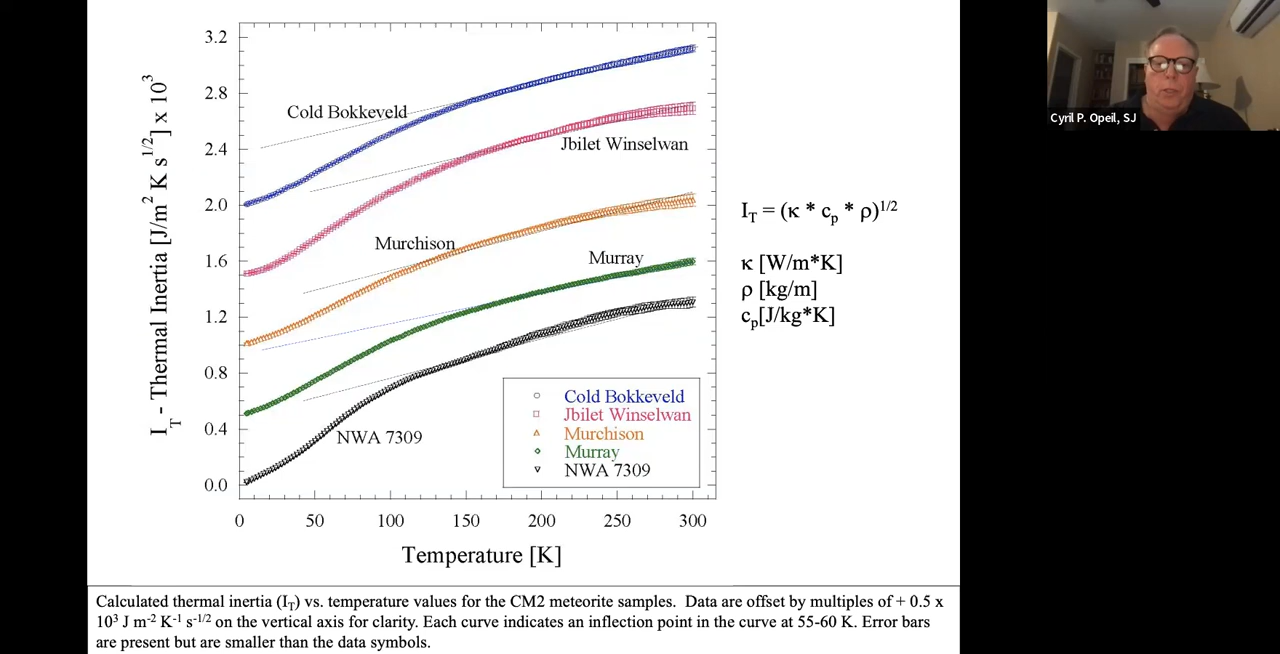 3.2
2.8
2.4
2.0
1.6
1.2
0.8
0.4
0.0
I_T - Thermal Inertia [J/m² K s^1/2] x 10³
Cold Bokkeveld
Jbilet Winselwan
Murchison
Murray
NWA 7309
Cold Bokkeveld
Jbilet Winselwan
Murchison
Murray
NWA 7309
0 50 100 150 200 250 300
Temperature [K]
I_T = (κ * c_p * ρ)^1/2
κ [W/m*K]
ρ [kg/m]
c_p[J/kg*K]
Cyril P. Opeil, SJ
Calculated thermal inertia (I_T) vs. temperature values for the CM2 meteorite samples. Data are offset by multiples of + 0.5 x
10³ J m⁻² K⁻¹ s^-1/2 on the vertical axis for clarity. Each curve indicates an inflection point in the curve at 55-60 K. Error bars
are present but are smaller than the data symbols.